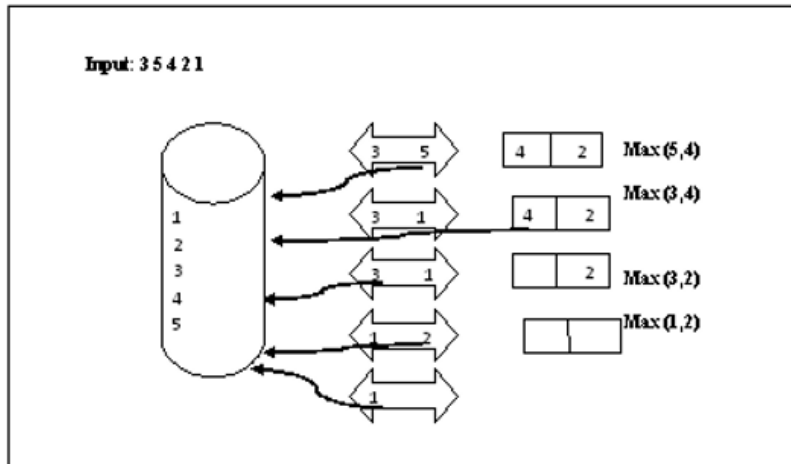 Input: 3 5 4 2 1
3 5 4 2 Max (5,4)
Max (3,4)
1 3 1 4 2
2
3 3 1 2 Max (3,2)
4
5 Max (1,2)
1 2
1